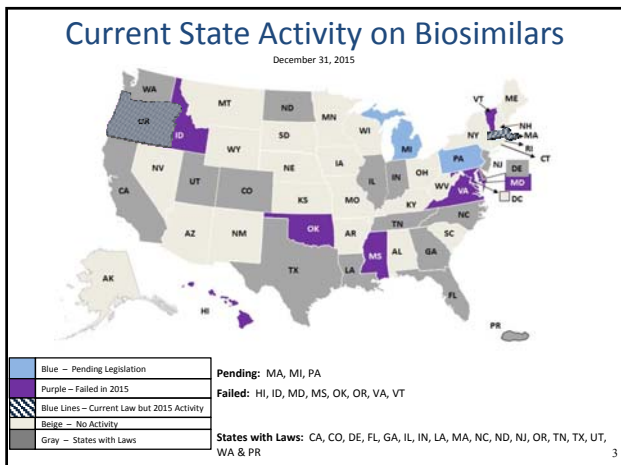 Current State Activity on Biosimilars
December 31, 2015
WA
OR
ID
MT
ND
MN
SD
WY
NV
UT
CA
CO
NE
IA
WI
MI
IL
IN
OH
PA
NY
VT
ME
NH
MA
RI
CT
NJ
DE
MD
DC
WV
VA
KY
KS
MO
AZ
NM
OK
AR
TN
NC
SC
MS
AL
GA
TX
LA
FL
AK
HI
PR
Blue – Pending Legislation
Purple – Failed in 2015
Blue Lines – Current Law but 2015 Activity
Beige – No Activity
Gray – States with Laws
Pending: MA, MI, PA
Failed: HI, ID, MD, MS, OK, OR, VA, VT
States with Laws: CA, CO, DE, FL, GA, IL, IN, LA, MA, NC, ND, NJ, OR, TN, TX, UT,
WA & PR
3